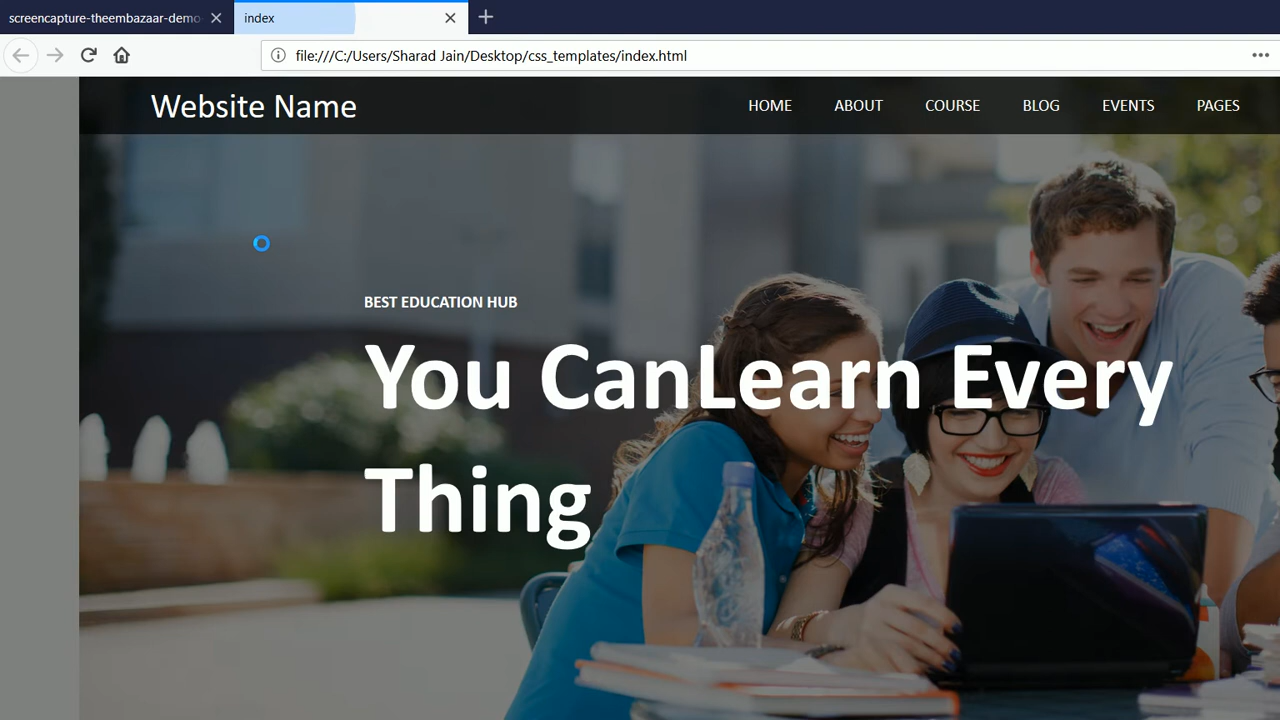 screencapture-theembazaar-demo-
index
file:///C:/Users/Sharad Jain/Desktop/css_templates/index.html
Website Name
HOME ABOUT COURSE BLOG EVENTS PAGES
BEST EDUCATION HUB
You CanLearn Every
Thing